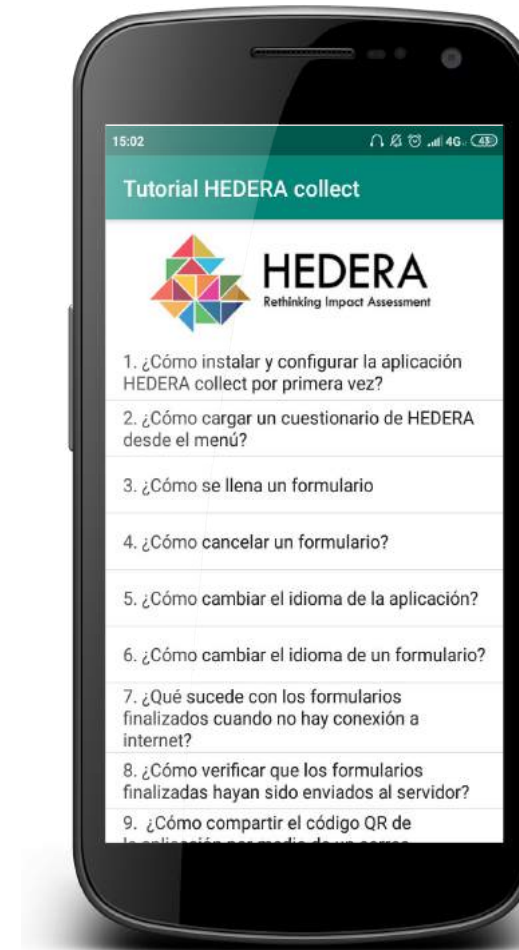 15:02 4G 43
Tutorial HEDERA collect
HEDERA
Rethinking Impact Assessment
1. ¿Cómo instalar y configurar la aplicación
HEDERA collect por primera vez?
2. ¿Cómo cargar un cuestionario de HEDERA
desde el menú?
3. ¿Cómo se llena un formulario
4. ¿Cómo cancelar un formulario?
5. ¿Cómo cambiar el idioma de la aplicación?
6. ¿Cómo cambiar el idioma de un formulario?
7. ¿Qué sucede con los formularios
finalizados cuando no hay conexión a
internet?
8. ¿Cómo verificar que los formularios
finalizadas hayan sido enviados al servidor?
9. ¿Cómo compartir el código QR de